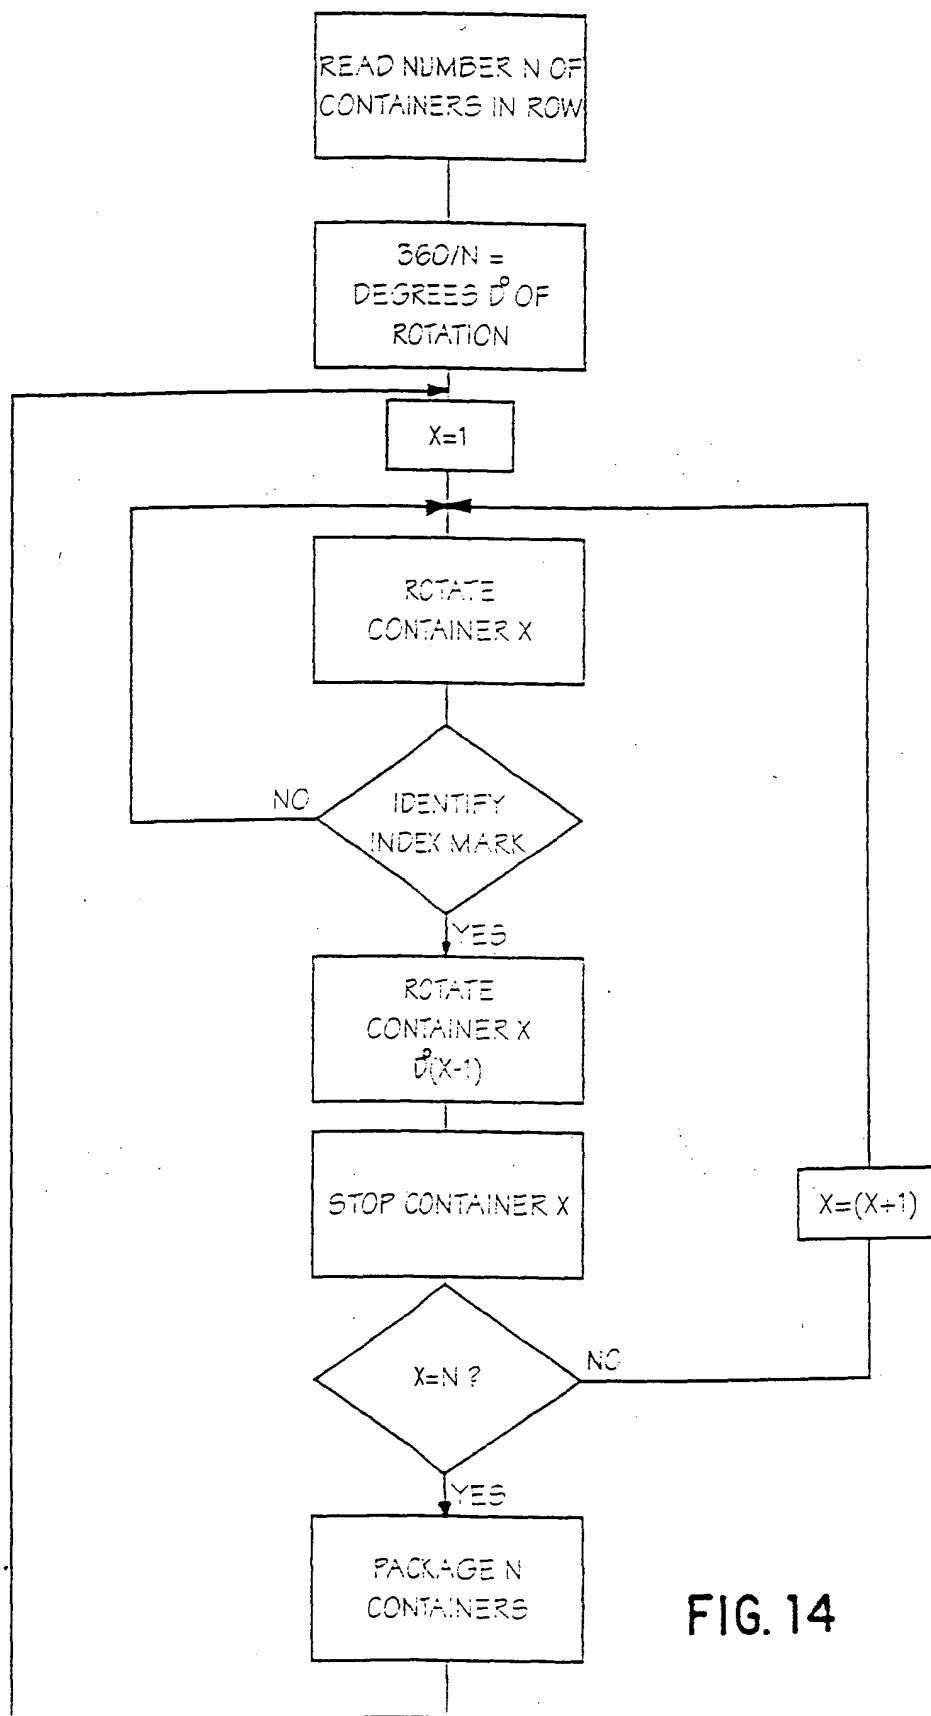 READ NUMBER N OF
CONTAINERS IN ROW
360/N =
DEGREES D° OF
ROTATION
X=1
ROTATE
CONTAINER X
NO
IDENTIFY
INDEX MARK
YES
ROTATE
CONTAINER X
D°(X-1)
STOP CONTAINER X
X=(X+1)
X=N ?
NO
YES
PACKAGE N
CONTAINERS
FIG. 14